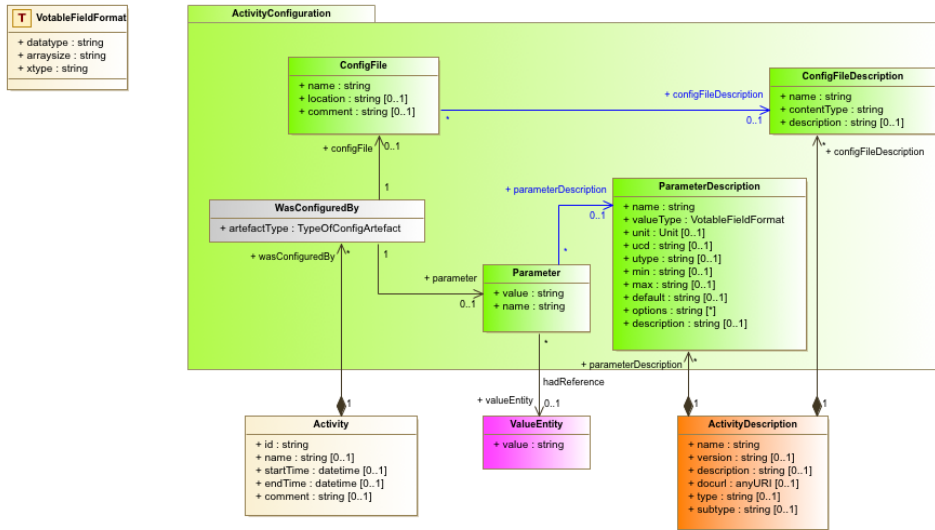 T VotableFieldFormat
+ datatype : string
+ arraysize : string
+ xtype : string
ActivityConfiguration
ConfigFile
+ name : string
+ location : string [0..1]
+ comment : string [0..1]
+ configFileDescription
*
0..1
ConfigFileDescription
+ name : string
+ contentType : string
+ description : string [0..1]
+ configFile
0..1
1
*
+ configFileDescription
WasConfiguredBy
+ artefactType : TypeOfConfigArtefact
+ wasConfiguredBy
*
1
+ parameter
0..1
+ parameterDescription
0..1
*
Parameter
+ value : string
+ name : string
ParameterDescription
+ name : string
+ valueType : VotableFieldFormat
+ unit : Unit [0..1]
+ ucd : string [0..1]
+ utype : string [0..1]
+ min : string [0..1]
+ max : string [0..1]
+ default : string [0..1]
+ options : string [*]
+ description : string [0..1]
*
hadReference
+ valueEntity
0..1
+ parameterDescription
*
1
1
1
Activity
+ id : string
+ name : string [0..1]
+ startTime : datetime [0..1]
+ endTime : datetime [0..1]
+ comment : string [0..1]
ValueEntity
+ value : string
ActivityDescription
+ name : string
+ version : string [0..1]
+ description : string [0..1]
+ docurl : anyURI [0..1]
+ type : string [0..1]
+ subtype : string [0..1]